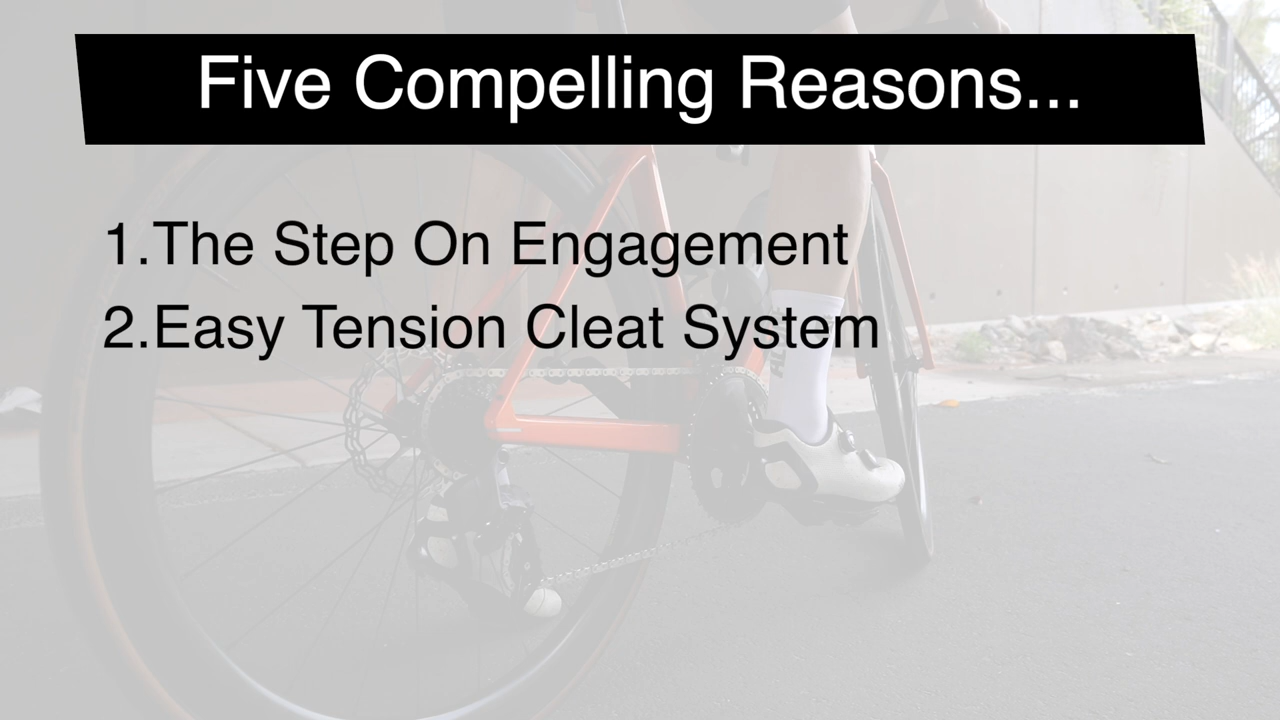 Five Compelling Reasons...
1.The Step On Engagement
2.Easy Tension Cleat System